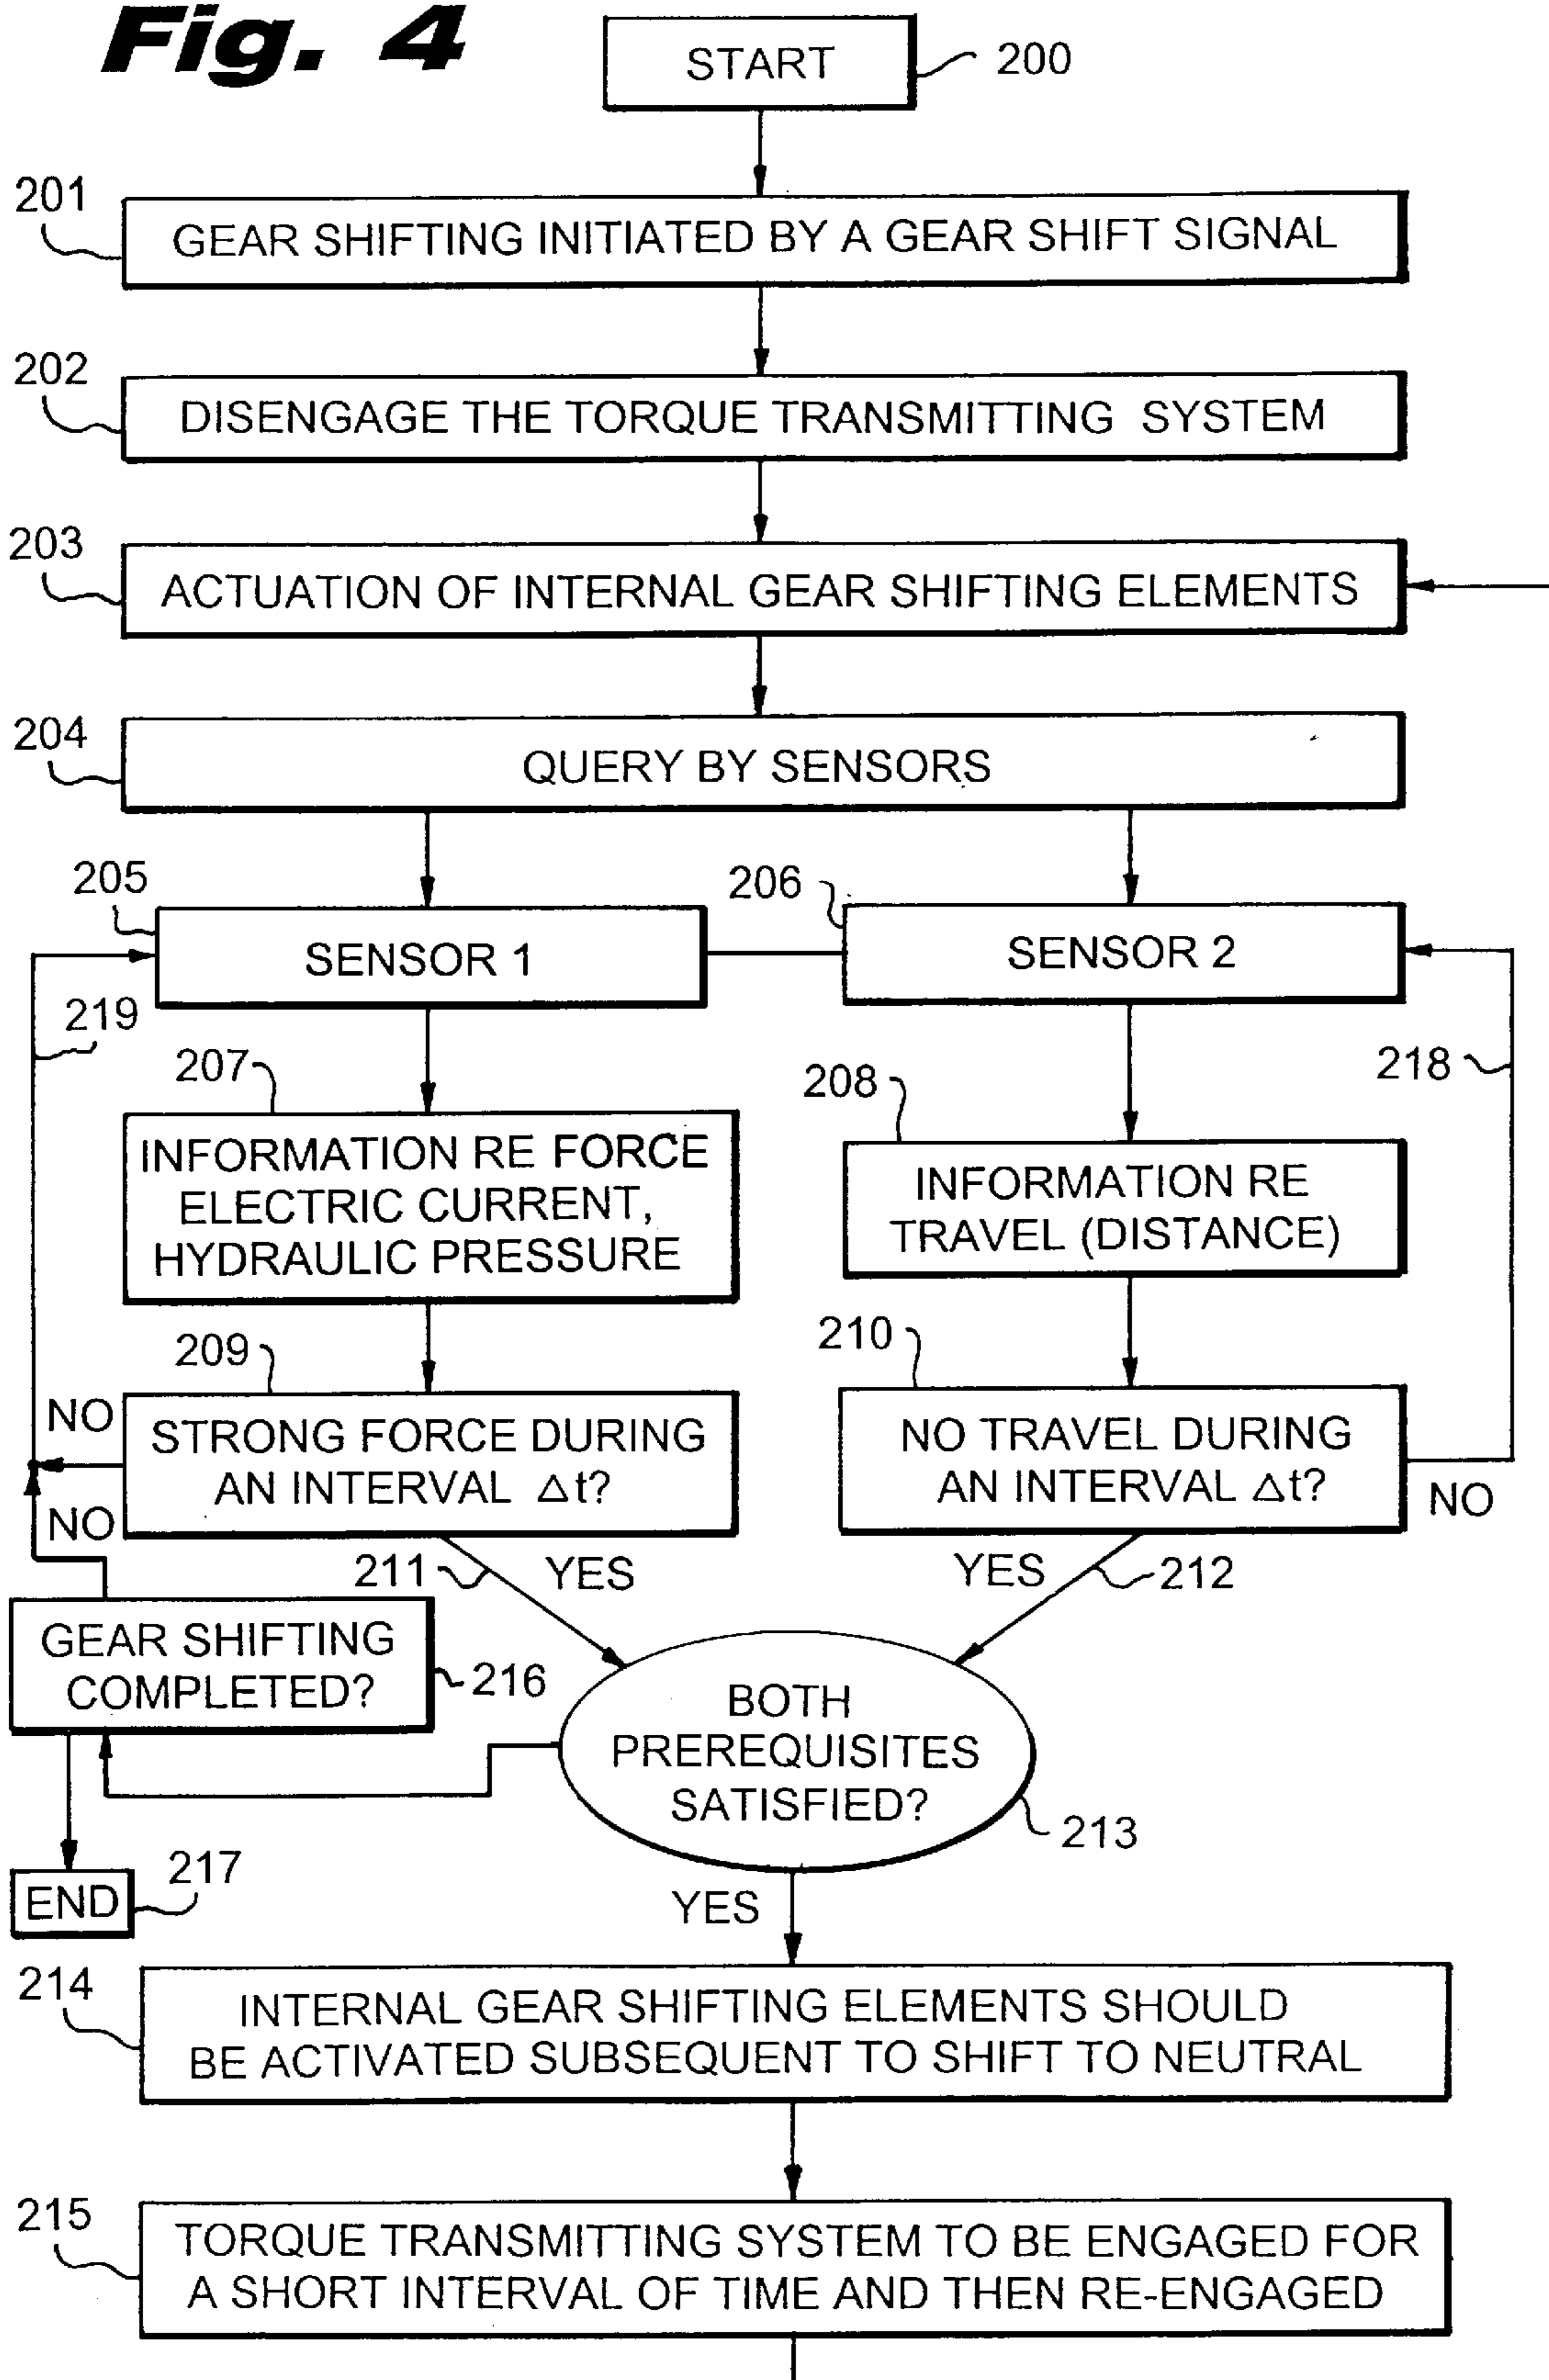 Fig. 4
START
200
201
GEAR SHIFTING INITIATED BY A GEAR SHIFT SIGNAL
202
DISENGAGE THE TORQUE TRANSMITTING SYSTEM
203
ACTUATION OF INTERNAL GEAR SHIFTING ELEMENTS
204
QUERY BY SENSORS
205
206
SENSOR 1
SENSOR 2
219
218
207
208
INFORMATION RE FORCE
ELECTRIC CURRENT,
HYDRAULIC PRESSURE
INFORMATION RE
TRAVEL (DISTANCE)
209
210
NO
STRONG FORCE DURING
AN INTERVAL Δt?
NO TRAVEL DURING
AN INTERVAL Δt?
NO
NO
211
YES
YES
212
GEAR SHIFTING
COMPLETED?
216
BOTH
PREREQUISITES
SATISFIED?
213
END
217
YES
214
INTERNAL GEAR SHIFTING ELEMENTS SHOULD
BE ACTIVATED SUBSEQUENT TO SHIFT TO NEUTRAL
215
TORQUE TRANSMITTING SYSTEM TO BE ENGAGED FOR
A SHORT INTERVAL OF TIME AND THEN RE-ENGAGED